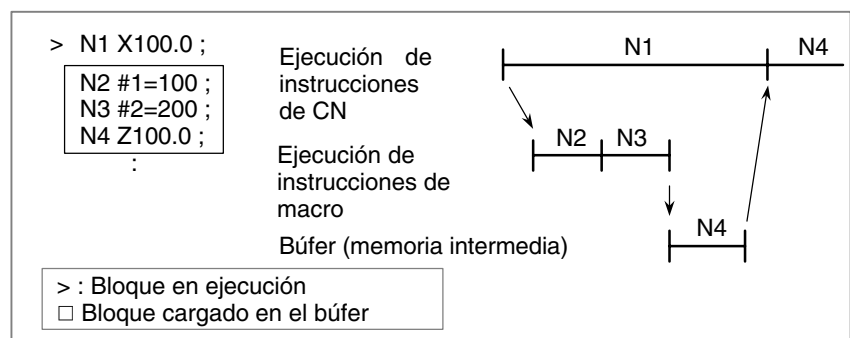 > N1 X100.0 ;
N2 #1=100 ;
N3 #2=200 ;
N4 Z100.0 ;
:
Ejecución de
instrucciones
de CN
N1
N4
N2
N3
Ejecución de
instrucciones de
macro
N4
Búfer (memoria intermedia)
> : Bloque en ejecución
□ Bloque cargado en el búfer